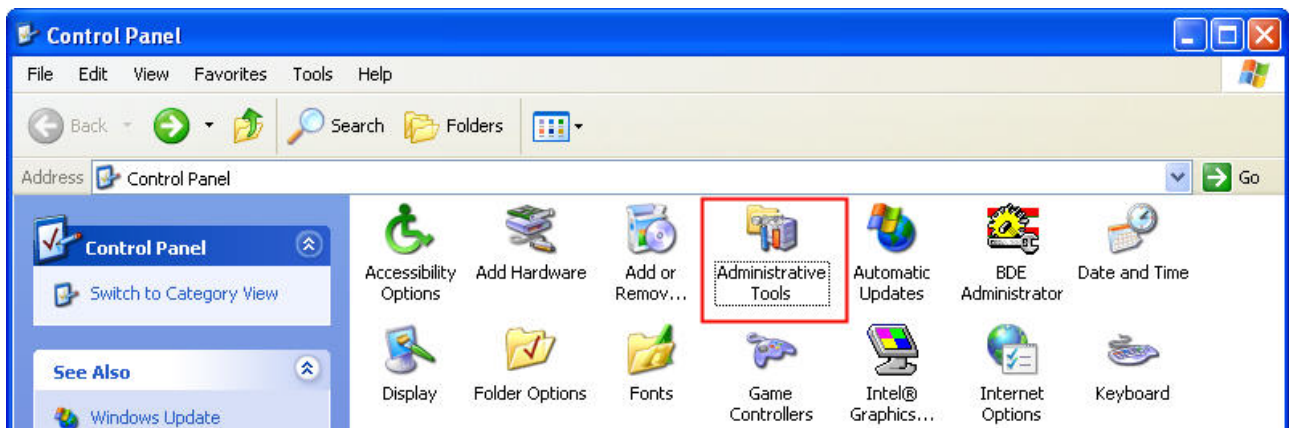 Control Panel
File Edit View Favorites Tools Help
Back Search Folders
Address Control Panel Go
Control Panel
Switch to Category View
See Also
Windows Update
Accessibility Options
Add Hardware
Add or Remov...
Administrative Tools
Automatic Updates
BDE Administrator
Date and Time
Display
Folder Options
Fonts
Game Controllers
Intel® Graphics...
Internet Options
Keyboard